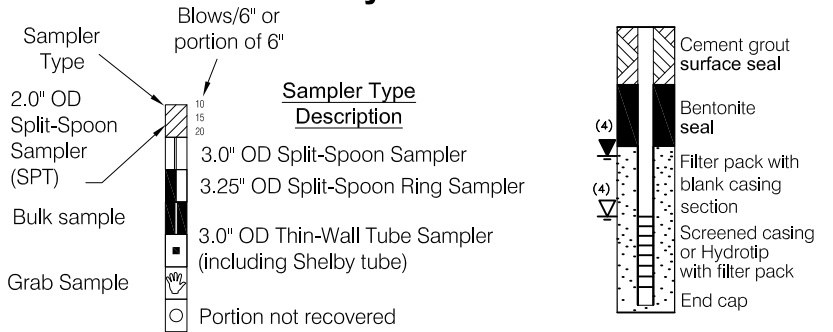 Blows/6" or
portion of 6"
Sampler
Type
2.0" OD
Split-Spoon
Sampler
(SPT)
10
15
20
Sampler Type
Description
3.0" OD Split-Spoon Sampler
3.25" OD Split-Spoon Ring Sampler
Bulk sample
3.0" OD Thin-Wall Tube Sampler
(including Shelby tube)
Grab Sample
Portion not recovered
Cement grout
surface seal
Bentonite
seal
(4)
Filter pack with
blank casing
section
(4)
Screened casing
or Hydrotip
with filter pack
End cap